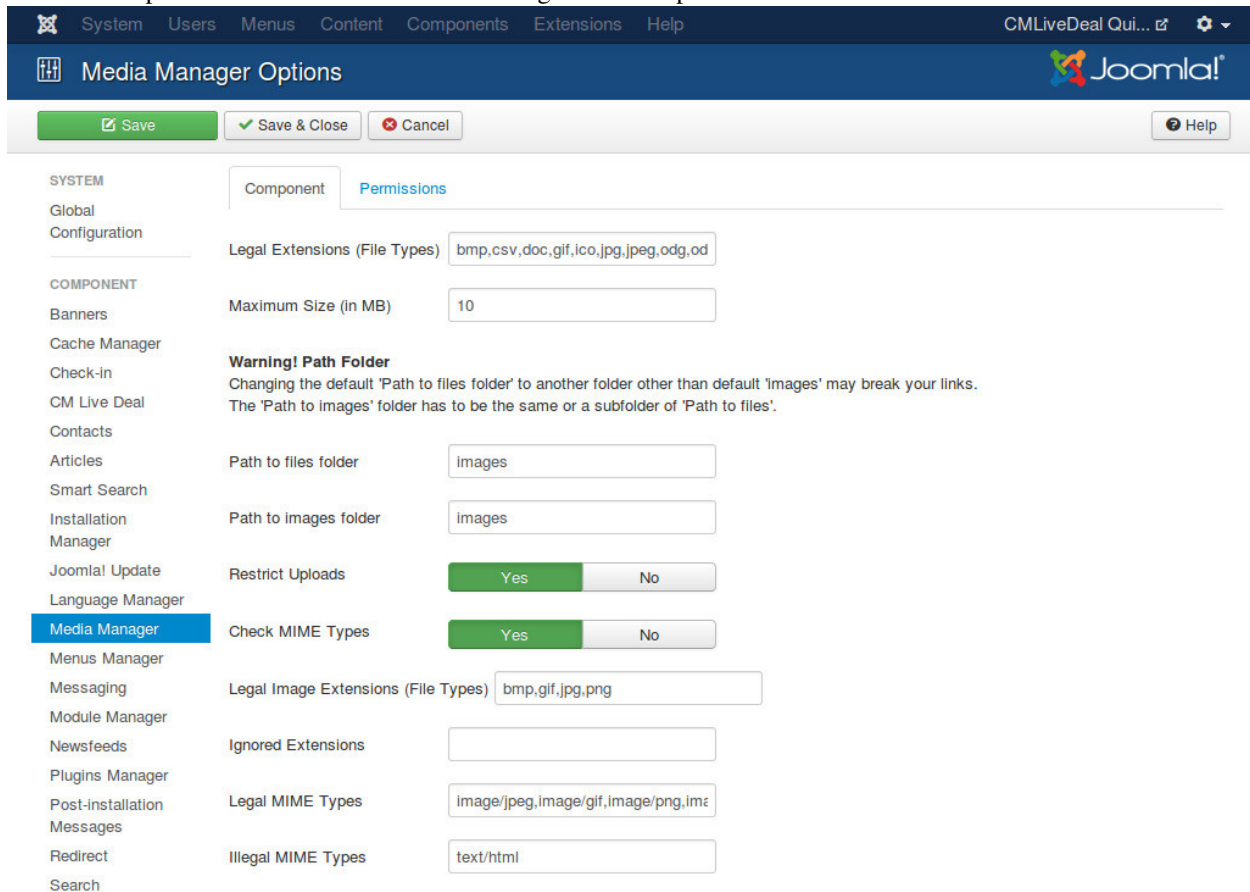 System Users Menus Content Components Extensions Help CMLiveDeal Qui...
Media Manager Options Joomla!
Save Save & Close Cancel Help
SYSTEM
Global
Configuration
COMPONENT
Banners
Cache Manager
Check-in
CM Live Deal
Contacts
Articles
Smart Search
Installation
Manager
Joomla! Update
Language Manager
Media Manager
Menus Manager
Messaging
Module Manager
Newsfeeds
Plugins Manager
Post-installation
Messages
Redirect
Search
Component Permissions
Legal Extensions (File Types) bmp,csv,doc,gif,ico,jpg,jpeg,odg,od
Maximum Size (in MB) 10
Warning! Path Folder
Changing the default 'Path to files folder' to another folder other than default 'images' may break your links.
The 'Path to images' folder has to be the same or a subfolder of 'Path to files'.
Path to files folder images
Path to images folder images
Restrict Uploads Yes No
Check MIME Types Yes No
Legal Image Extensions (File Types) bmp,gif,jpg,png
Ignored Extensions
Legal MIME Types image/jpeg,image/gif,image/png,ima
Illegal MIME Types text/html